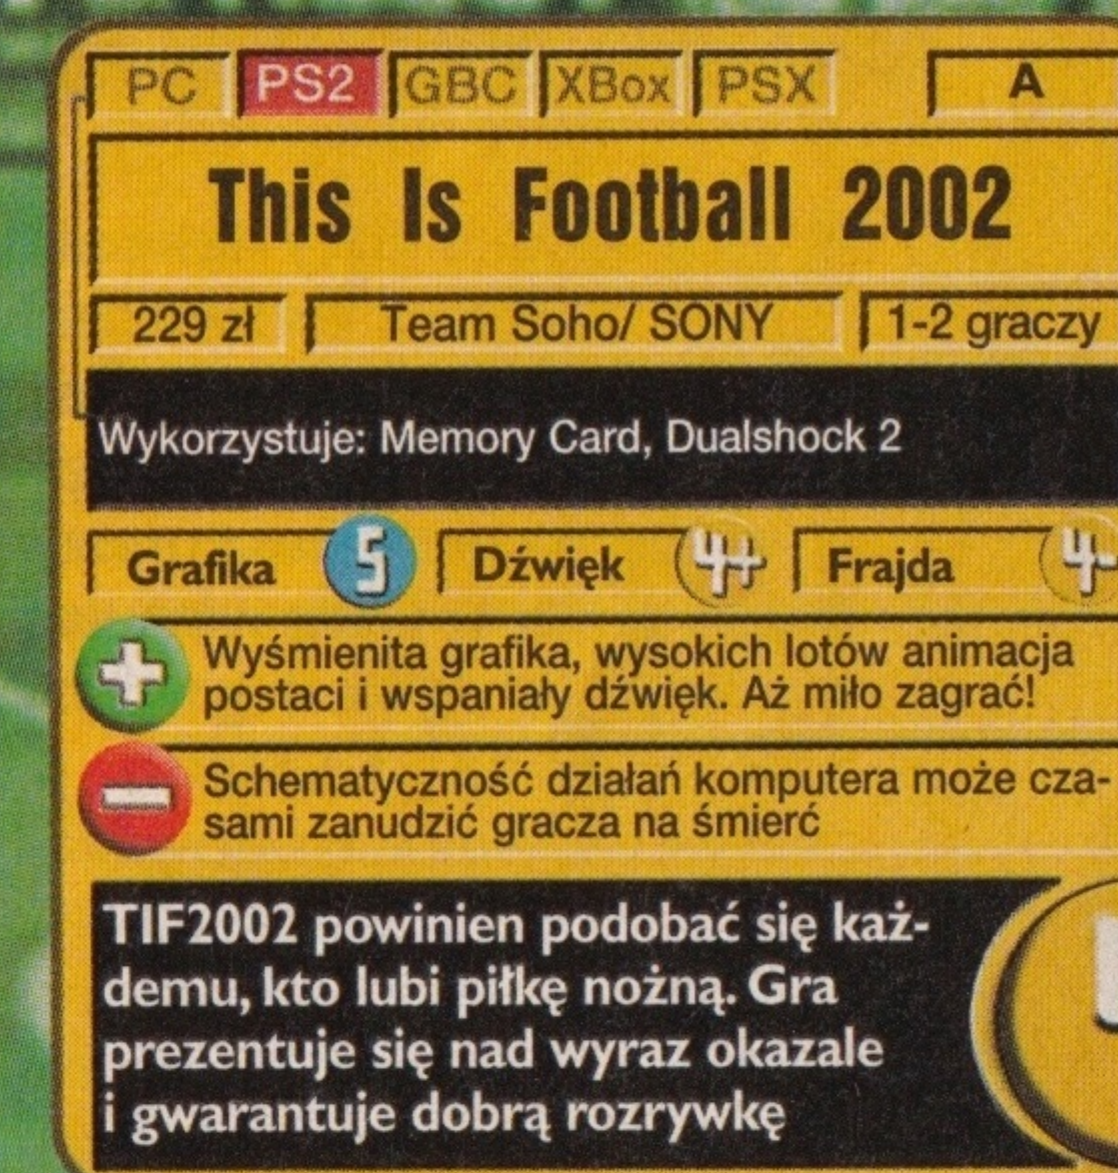 PC PS2 GBC XBox PSX A
This Is Football 2002
229 zł Team Soho/ SONY 1-2 graczy
Wykorzystuje: Memory Card, Dualshock 2
Grafika 5 Dźwięk 4+ Frajda
Wyśmienita grafika, wysokich lotów animacja
postaci i wspaniały dźwięk. Aż miło zagrać!
Schematyczność działań komputera może cza-
sami zanudzić gracza na śmierć
TIF2002 powinien podobać się każ-
demu, kto lubi piłkę nożną. Gra
prezentuje się nad wyraz okazale
i gwarantuje dobrą rozrywkę